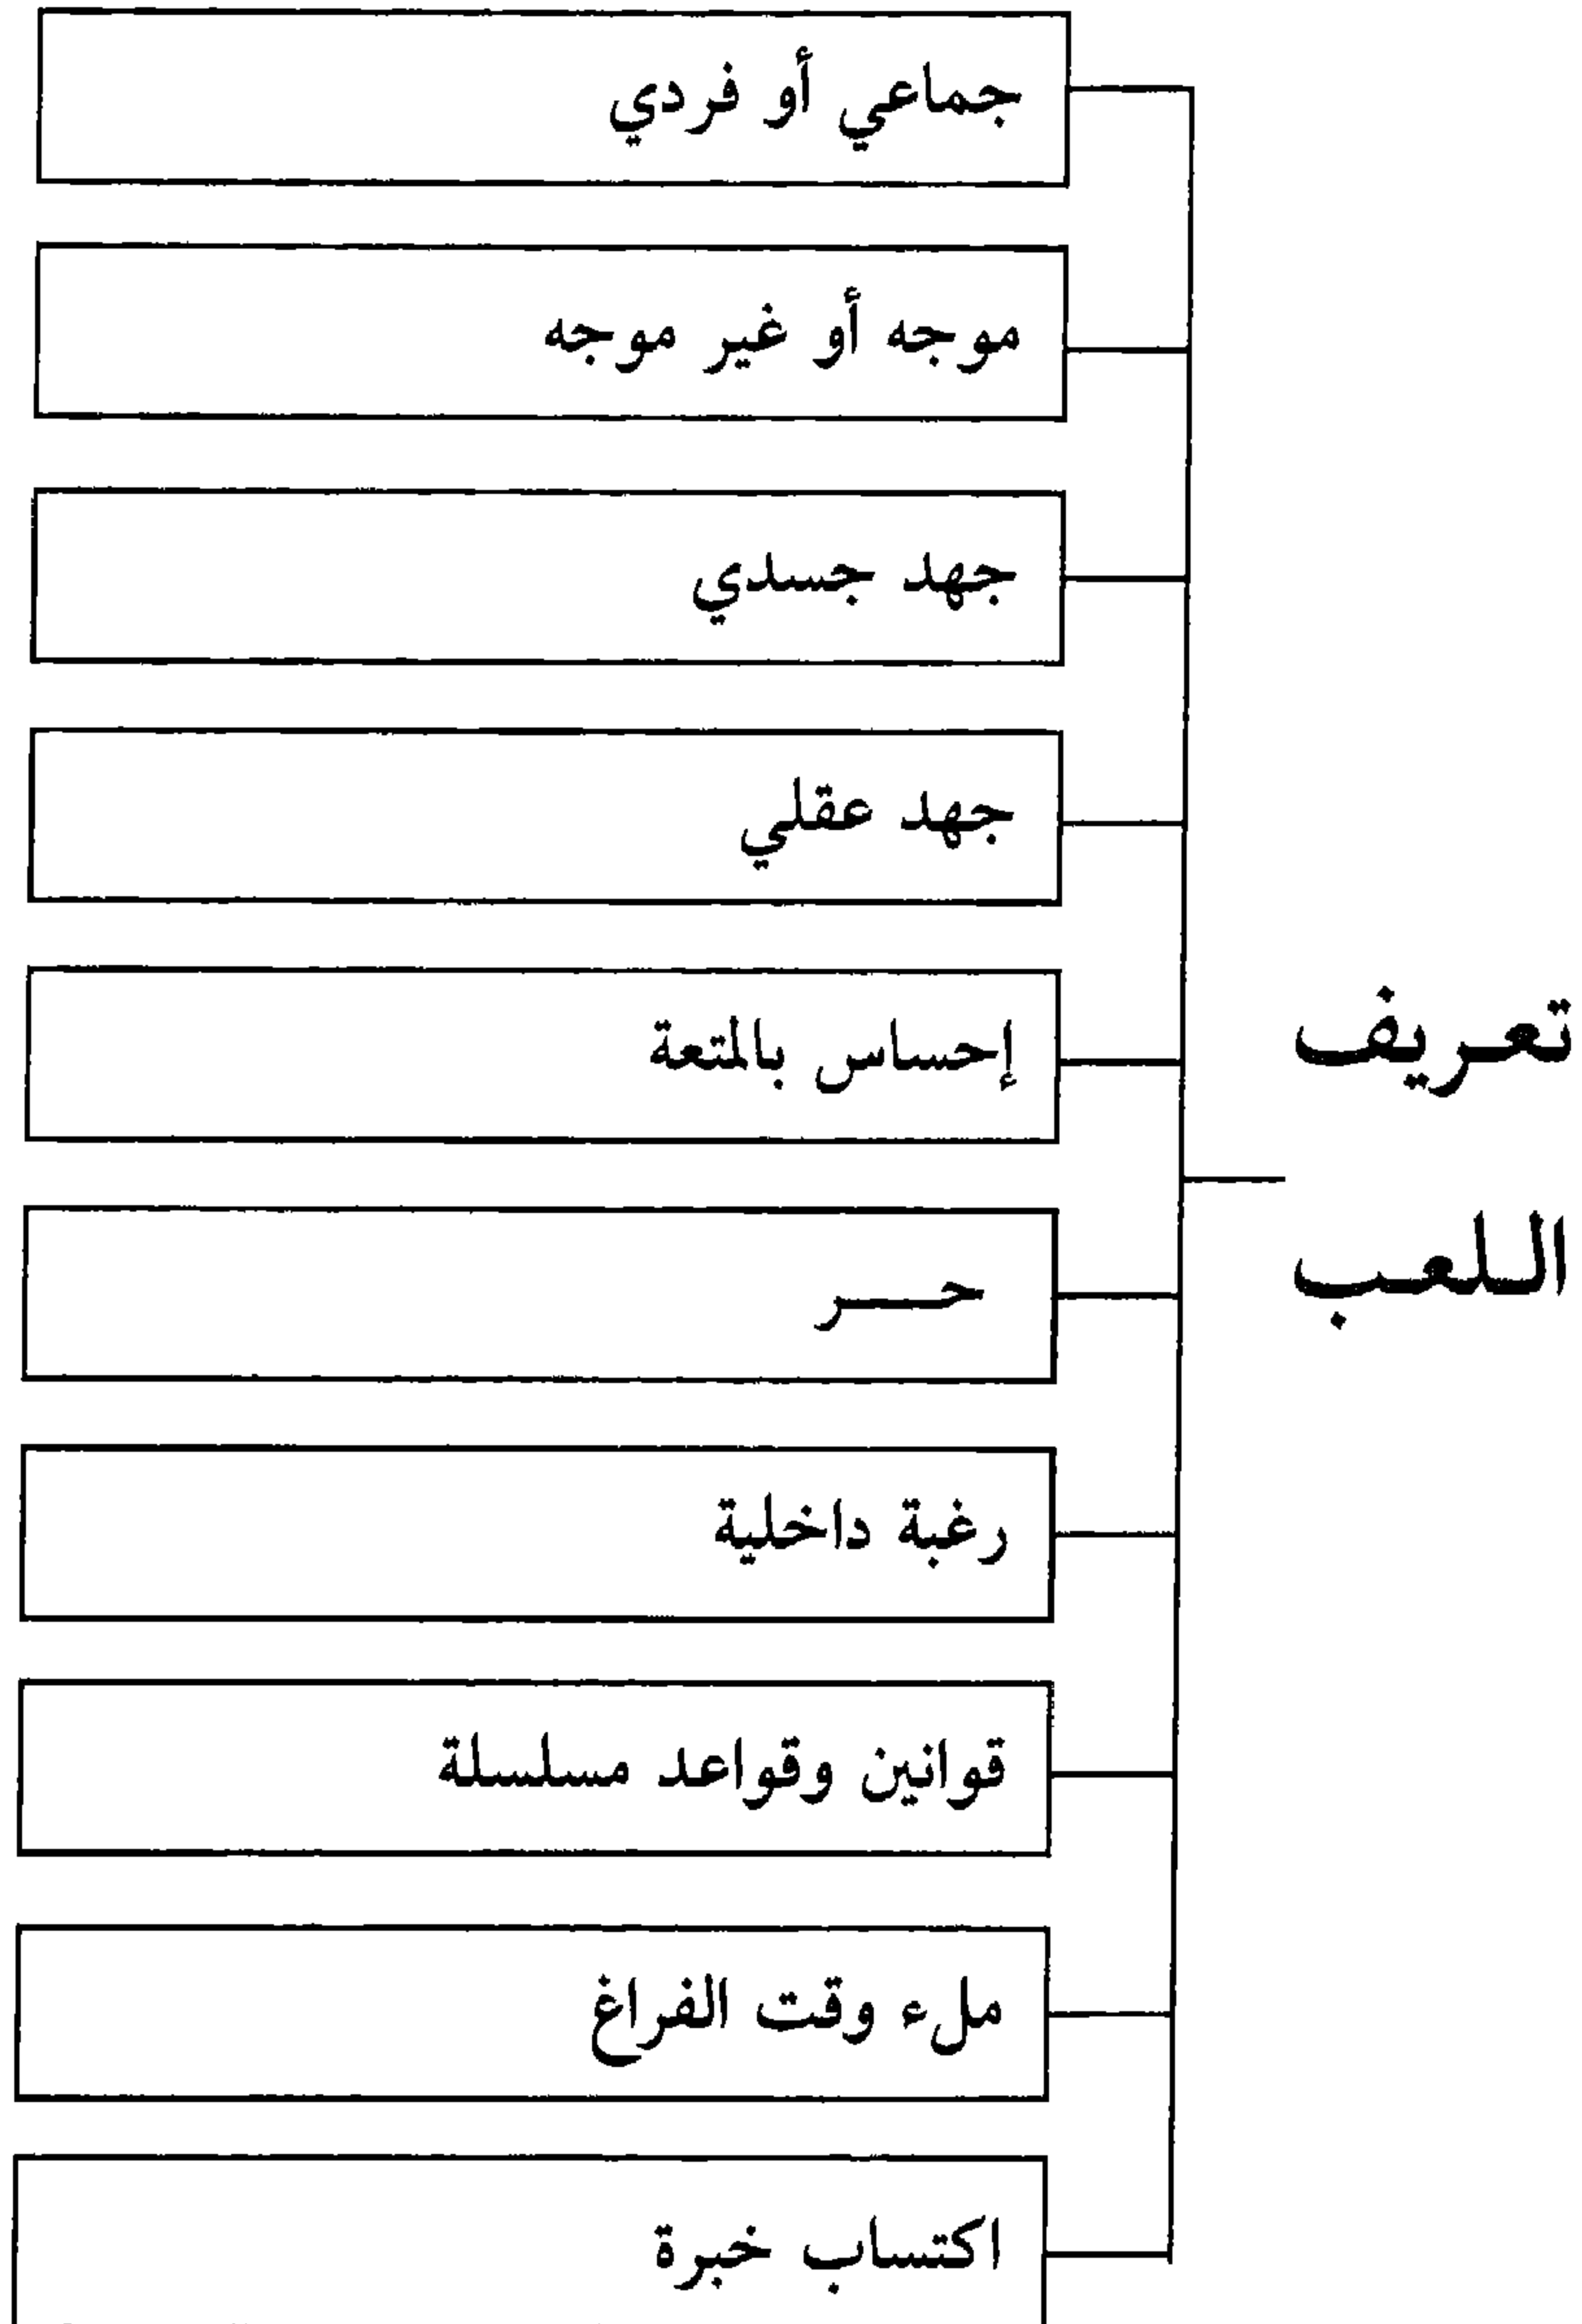 تعريف
اللعب
جماعي أو فردي
موجه أو غير موجه
جهد جسدي
جهد عقلي
إحساس بالمتعة
حر
رغبة داخلية
قوانين وقواعد مسلسلة
ملء وقت الفراغ
اكتساب خبرة